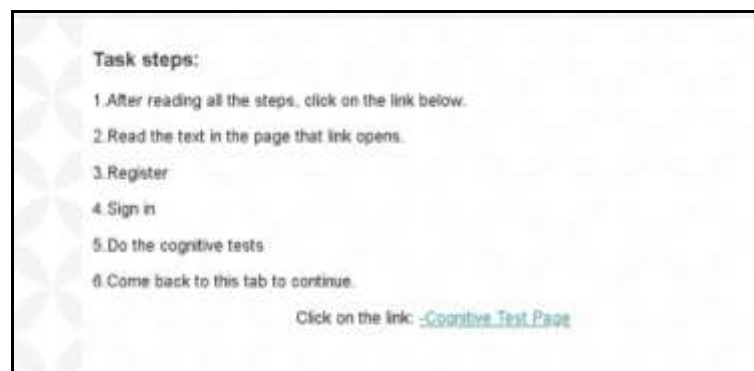 Task steps:
1.After reading all the steps, click on the link below.
2.Read the text in the page that link opens.
3.Register
4.Sign in
5.Do the cognitive tests
6.Come back to this tab to continue.
Click on the link: -Cognitive Test Page